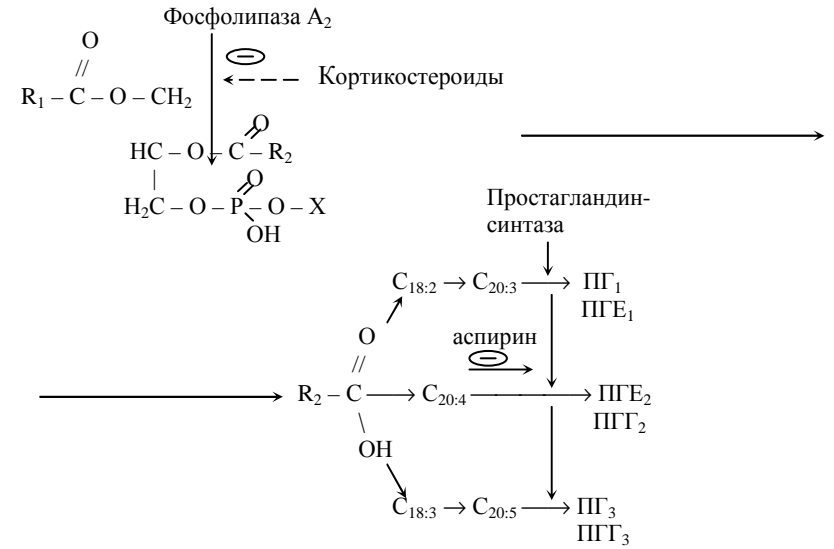 Фосфолипаза А₂
O
//
R₁ – C – O – CH₂
Кортикостероиды
O
HC – O – C – R₂
|
O
H₂C – O – P – O – X
OH
Простагландин-
синтаза
C₁₈:₂ → C₂₀:₃ → ПГ₁
ПГЕ₁
O
//
аспирин
R₂ – C → C₂₀:₄ → ПГЕ₂
ПГГ₂
\
OH
C₁₈:₃ → C₂₀:₅ → ПГ₃
ПГГ₃